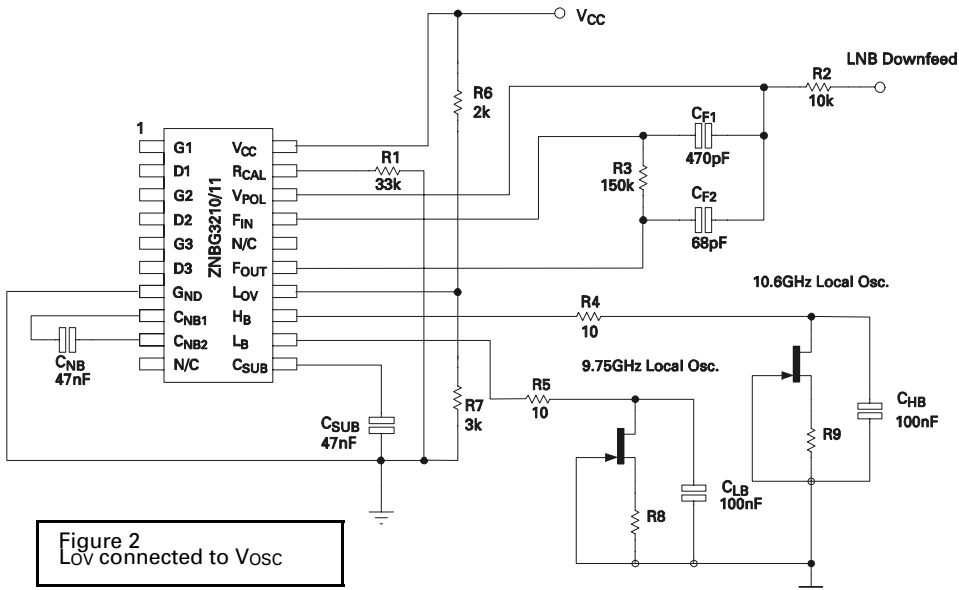 VCC
LNB Downfeed
R2
10k
R6
2k
CF1
470pF
R3
150k
CF2
68pF
1
R1
33k
ZNBG3210/11
G1 VCC
D1 RCAL
G2 VPOL
D2 FIN
G3 N/C
D3 FOUT
GND LOV
CNB1 HB
CNB2 LB
N/C CSUB
CNB
47nF
10.6GHz Local Osc.
R4
10
9.75GHz Local Osc.
R5
10
R7
3k
CSUB
47nF
CHB
100nF
R9
CLB
100nF
R8
Figure 2
LOV connected to VOSC